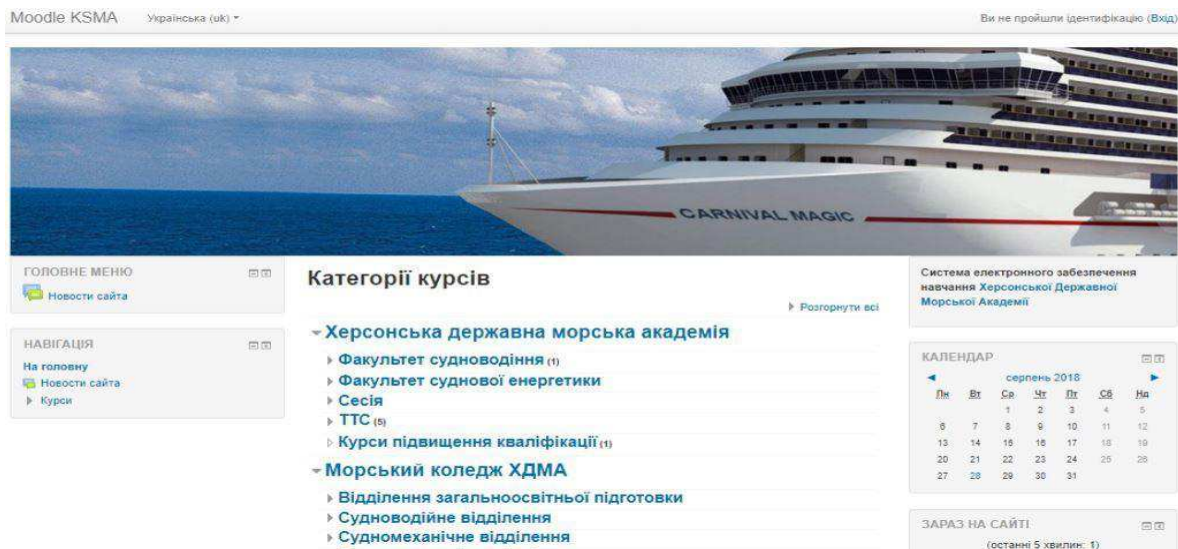 Moodle KSMA Українська (uk) Ви не пройшли ідентифікацію (Вхід)
CARNIVAL MAGIC
ГОЛОВНЕ МЕНЮ
Новости сайта
НАВІГАЦІЯ
На головну
Новости сайта
Курси
Категорії курсів
Розгорнути всі
Херсонська державна морська академія
Факультет судноводіння (1)
Факультет суднової енергетики
Сесія
ТТС (5)
Курси підвищення кваліфікації (1)
Морський коледж ХДМА
Відділення загальноосвітньої підготовки
Судноводійне відділення
Судномеханічне відділення
Система електронного забезпечення
навчання Херсонської Державної
Морської Академії
КАЛЕНДАР
серпень 2018
Пн Вт Ср Чт Пт Сб Нд
1 2 3 4 5
6 7 8 9 10 11 12
13 14 15 16 17 18 19
20 21 22 23 24 25 26
27 28 29 30 31
ЗАРАЗ НА САЙТІ
(останні 5 хвилин: 1)